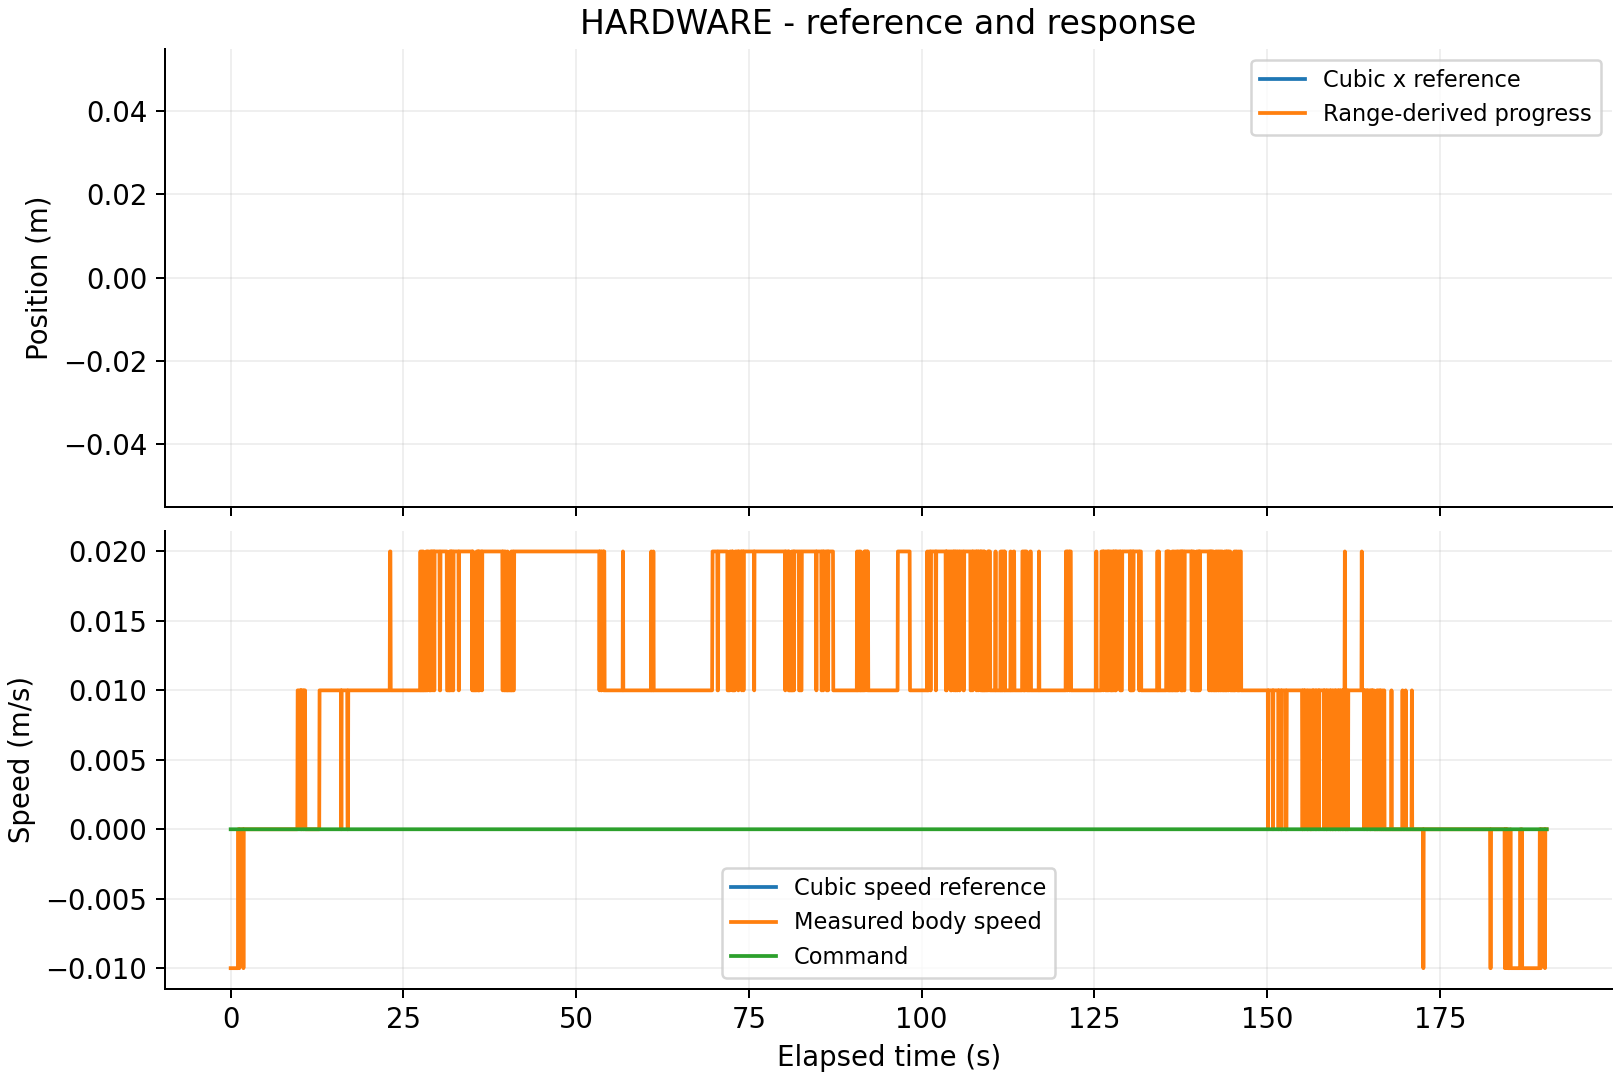 HARDWARE - reference and response
Cubic x reference
Range-derived progress
Position (m)
0.04
0.02
0.00
−0.02
−0.04
Speed (m/s)
0.020
0.015
0.010
0.005
0.000
−0.005
−0.010
Cubic speed reference
Measured body speed
Command
0 25 50 75 100 125 150 175
Elapsed time (s)